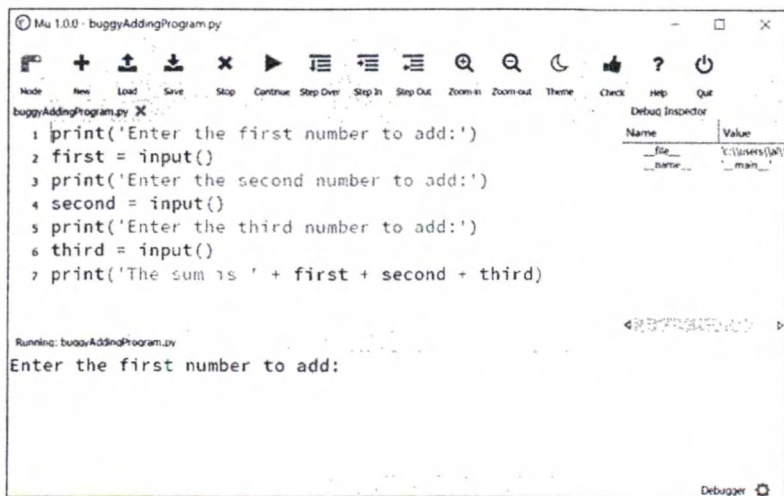 Mu 1.0.0 - buggyAddingProgram.py
Mode New Load Save Stop Continue Step Over Step In Step Out Zoom-in Zoom-out Theme Check Help Quit
buggyAddingProgram.py
Debug Inspector
Name Value
1 print('Enter the first number to add:')
__file__ 'c:\\users\\al\\
2 first = input()
__name__ '__main__'
3 print('Enter the second number to add:')
4 second = input()
5 print('Enter the third number to add:')
6 third = input()
7 print('The sum is ' + first + second + third)
Running: buggyAddingProgram.py
Enter the first number to add:
Debugger